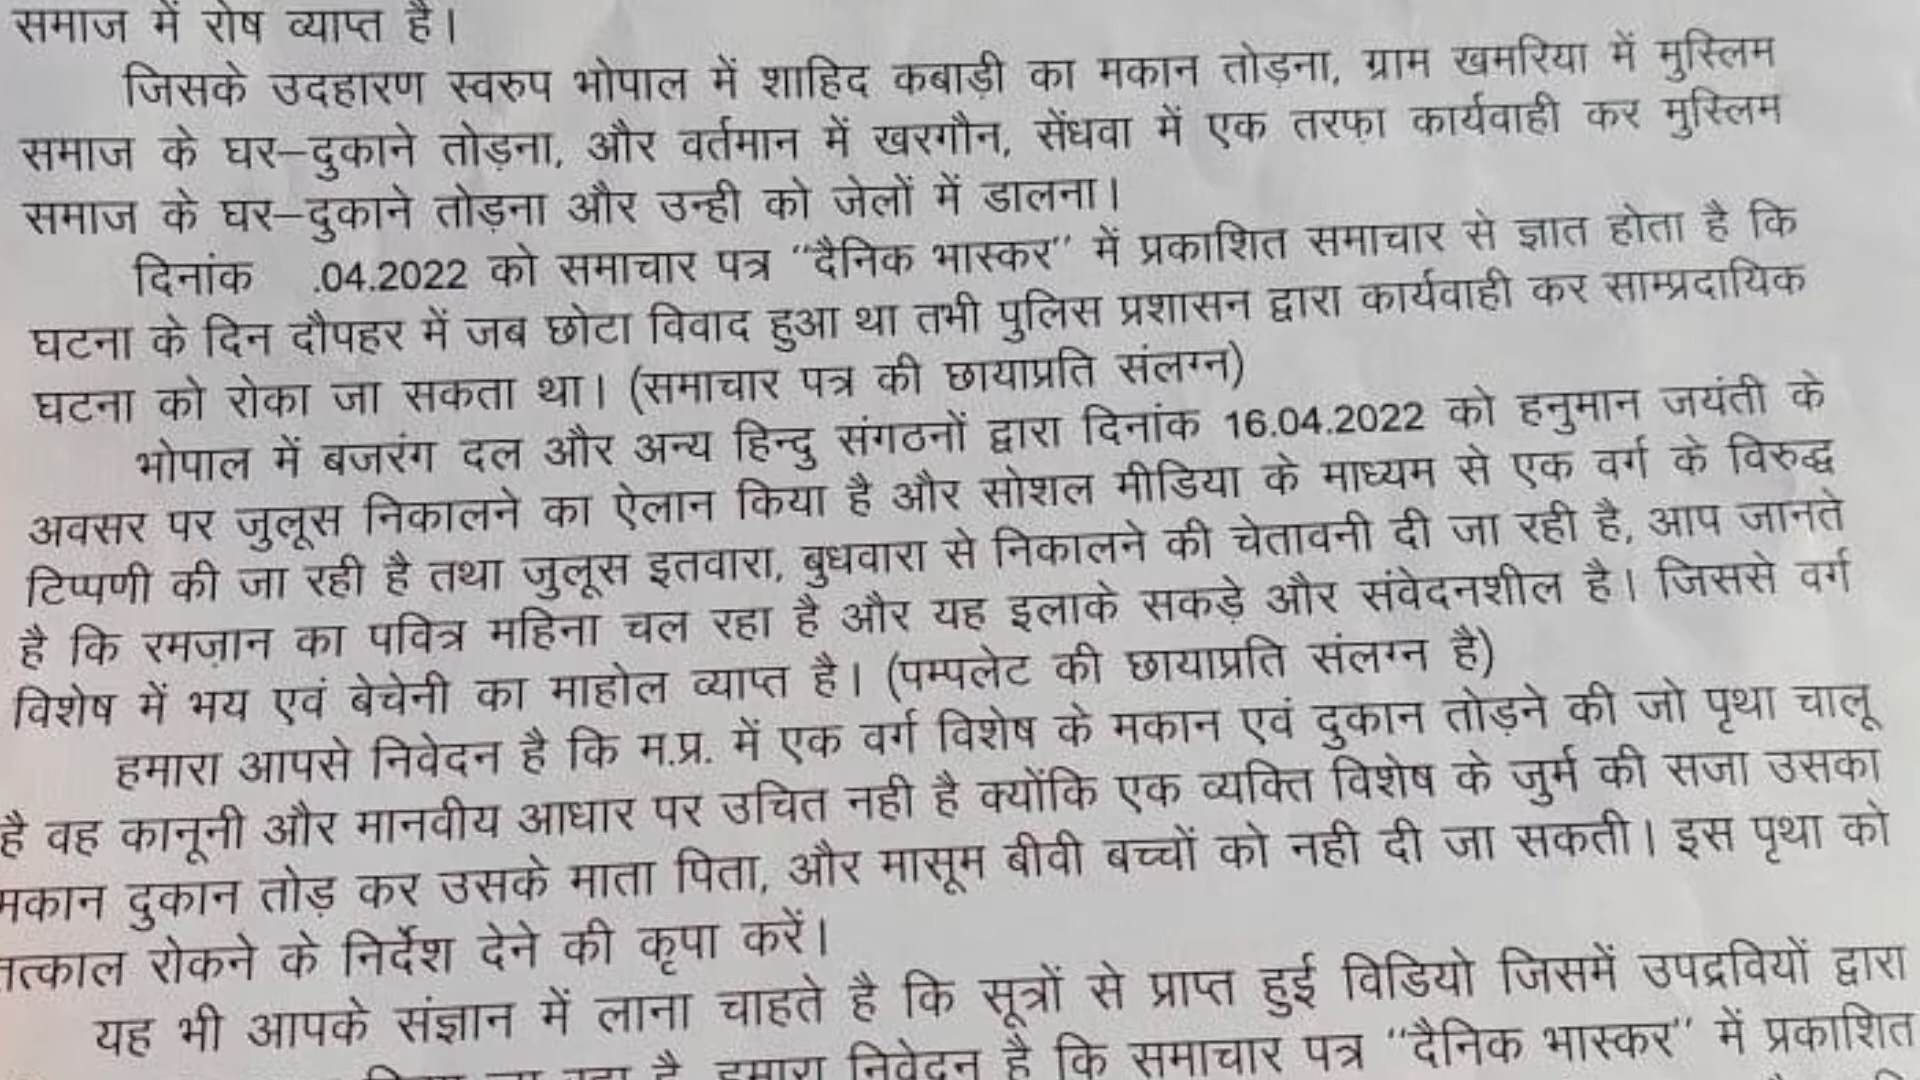 समाज में रोष व्याप्त है।
जिसके उदहारण स्वरुप भोपाल में शाहिद कबाड़ी का मकान तोड़ना, ग्राम खमरिया में मुस्लिम
समाज के घर–दुकाने तोड़ना, और वर्तमान में खरगौन, सेंधवा में एक तरफ़ा कार्यवाही कर मुस्लिम
समाज के घर–दुकाने तोड़ना और उन्ही को जेलों में डालना।
दिनांक .04.2022 को समाचार पत्र ‘‘दैनिक भास्कर’’ में प्रकाशित समाचार से ज्ञात होता है कि
घटना के दिन दौपहर में जब छोटा विवाद हुआ था तभी पुलिस प्रशासन द्वारा कार्यवाही कर साम्प्रदायिक
घटना को रोका जा सकता था। (समाचार पत्र की छायाप्रति संलग्न)
भोपाल में बजरंग दल और अन्य हिन्दु संगठनों द्वारा दिनांक 16.04.2022 को हनुमान जयंती के
अवसर पर जुलूस निकालने का ऐलान किया है और सोशल मीडिया के माध्यम से एक वर्ग के विरुद्ध
टिप्पणी की जा रही है तथा जुलूस इतवारा, बुधवारा से निकालने की चेतावनी दी जा रही है, आप जानते
है कि रमज़ान का पवित्र महिना चल रहा है और यह इलाके सकड़े और संवेदनशील है। जिससे वर्ग
विशेष में भय एवं बेचेनी का माहोल व्याप्त है। (पम्पलेट की छायाप्रति संलग्न है)
हमारा आपसे निवेदन है कि म.प्र. में एक वर्ग विशेष के मकान एवं दुकान तोड़ने की जो पृथा चालू
है वह कानूनी और मानवीय आधार पर उचित नही है क्योंकि एक व्यक्ति विशेष के जुर्म की सजा उसका
मकान दुकान तोड़ कर उसके माता पिता, और मासूम बीवी बच्चों को नही दी जा सकती। इस पृथा को
तत्काल रोकने के निर्देश देने की कृपा करें।
यह भी आपके संज्ञान में लाना चाहते है कि सूत्रों से प्राप्त हुई विडियो जिसमें उपद्रवियों द्वारा
रहा है, हमारा निवेदन है कि समाचार पत्र ‘‘दैनिक भास्कर’’ में प्रकाशित